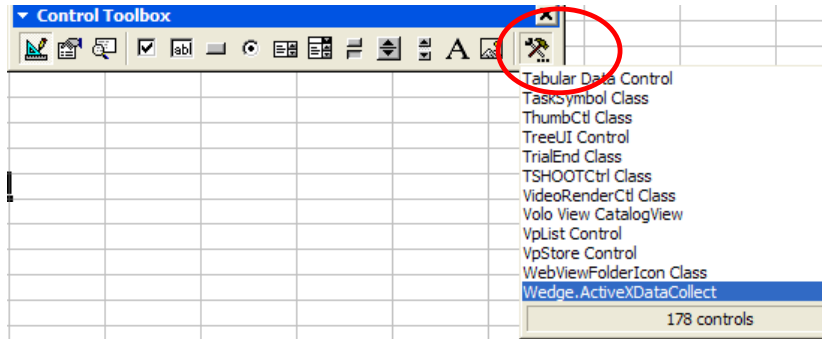 Control Toolbox
abl
A
Tabular Data Control
TaskSymbol Class
ThumbCtl Class
TreeUI Control
TrialEnd Class
TSHOOTCtrl Class
VideoRenderCtl Class
Volo View CatalogView
VpList Control
VpStore Control
WebViewFolderIcon Class
Wedge.ActiveXDataCollect
178 controls